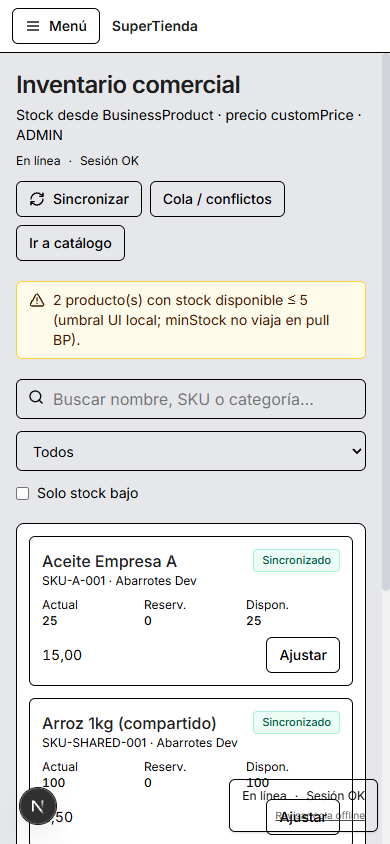 Menú
SuperTienda
Inventario comercial
Stock desde BusinessProduct · precio customPrice ·
ADMIN
En línea · Sesión OK
Sincronizar
Cola / conflictos
Ir a catálogo
2 producto(s) con stock disponible ≤ 5
(umbral UI local; minStock no viaja en pull
BP).
Buscar nombre, SKU o categoría...
Todos
Solo stock bajo
Aceite Empresa A
Sincronizado
SKU-A-001 · Abarrotes Dev
Actual Reserv. Dispon.
25 0 25
15,00
Ajustar
Arroz 1kg (compartido)
Sincronizado
SKU-SHARED-001 · Abarrotes Dev
Actual Reserv. Dispon.
100 0 100
En línea · Sesión OK
N
,50
Ajustar
offline